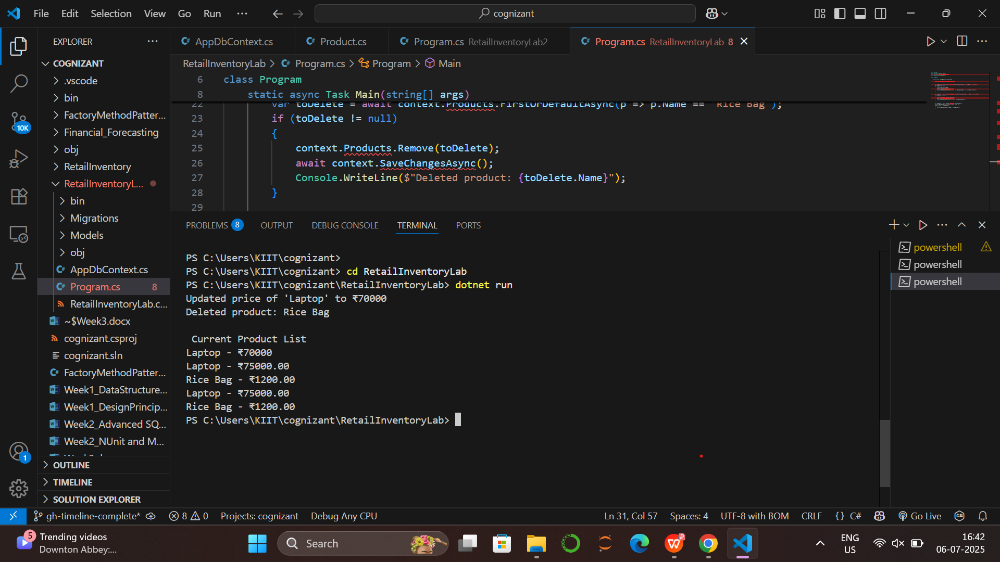 File Edit Selection View Go Run ··· cognizant
EXPLORER ···
AppDbContext.cs Product.cs Program.cs RetailInventoryLab2 Program.cs RetailInventoryLab 8
RetailInventoryLab > Program.cs > Program > Main
COGNIZANT
.vscode
bin
FactoryMethodPatter...
Financial_Forecasting
obj
RetailInventory
RetailInventoryL...
bin
Migrations
Models
obj
AppDbContext.cs
Program.cs 8
RetailInventoryLab.c...
~$Week3.docx
cognizant.csproj
cognizant.sln
FactoryMethodPatter...
Week1_DataStructure...
Week1_DesignPrincip...
Week2_Advanced SQ...
Week2_NUnit and M...
OUTLINE
TIMELINE
SOLUTION EXPLORER
10K
1
6 class Program
8 static async Task Main(string[] args)
22 var toDelete = await context.Products.FirstOrDefaultAsync(p => p.Name == "Rice Bag");
23 if (toDelete != null)
24 {
25 context.Products.Remove(toDelete);
26 await context.SaveChangesAsync();
27 Console.WriteLine($"Deleted product: {toDelete.Name}");
28 }
29
PROBLEMS 8 OUTPUT DEBUG CONSOLE TERMINAL PORTS
PS C:\Users\KIIT\cognizant>
PS C:\Users\KIIT\cognizant> cd RetailInventoryLab
PS C:\Users\KIIT\cognizant\RetailInventoryLab> dotnet run
Updated price of 'Laptop' to ₹70000
Deleted product: Rice Bag
Current Product List
Laptop - ₹70000
Laptop - ₹75000.00
Rice Bag - ₹1200.00
Laptop - ₹75000.00
Rice Bag - ₹1200.00
PS C:\Users\KIIT\cognizant\RetailInventoryLab>
powershell
powershell
powershell
gh-timeline-complete* 8 0 Projects: cognizant Debug Any CPU Ln 31, Col 57 Spaces: 4 UTF-8 with BOM CRLF {} C# Go Live
5 Trending videos
Downton Abbey:...
Search
ENG
US
16:42
06-07-2025